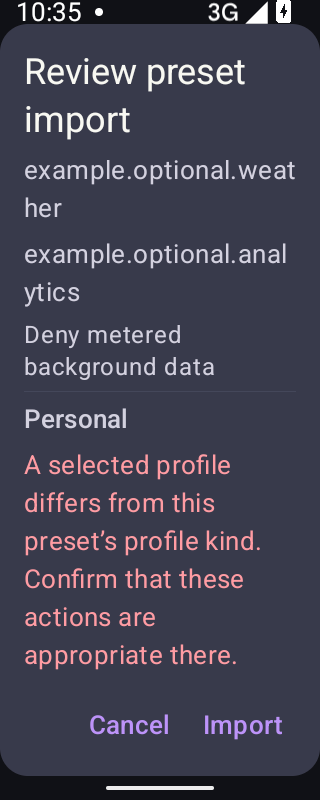 10:35
3G
Review preset
import
example.optional.weat
her
example.optional.anal
ytics
Deny metered
background data
Personal
A selected profile
differs from this
preset’s profile kind.
Confirm that these
actions are
appropriate there.
Cancel
Import